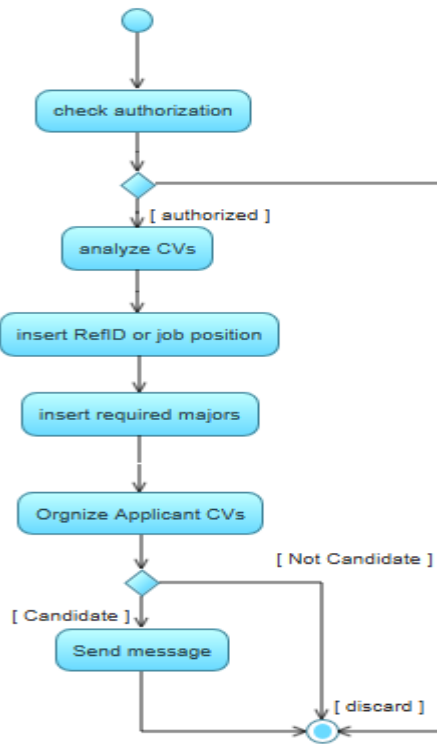 check authorization
[ authorized ]
analyze CVs
insert RefID or job position
insert required majors
Orgnize Applicant CVs
[ Not Candidate ]
[ Candidate ]
Send message
[ discard ]